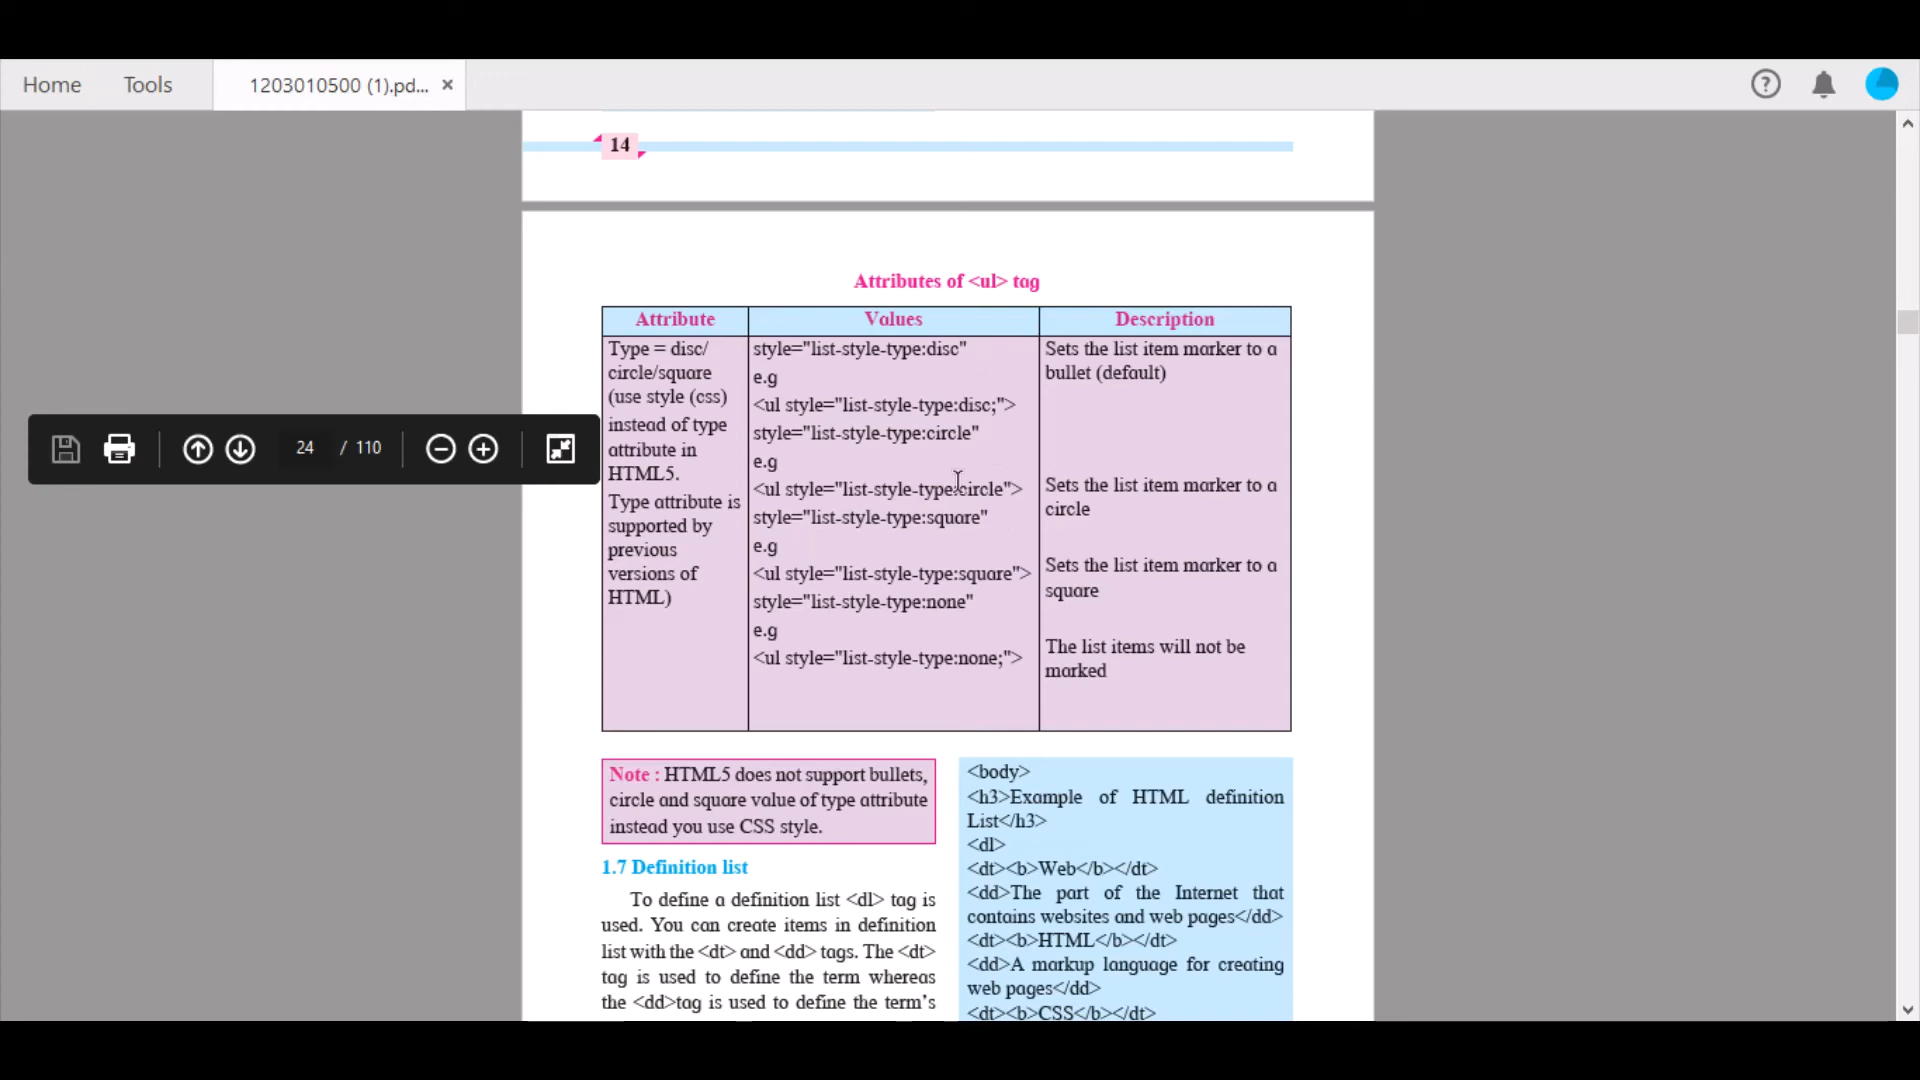 Home Tools 1203010500 (1).pd... ×
14
Attributes of <ul> tag
Attribute Values Description
Type = disc/
circle/square
(use style (css)
instead of type
attribute in
HTML5.
Type attribute is
supported by
previous
versions of
HTML)
style="list-style-type:disc"
e.g
<ul style="list-style-type:disc;">
style="list-style-type:circle"
e.g
<ul style="list-style-type:circle">
style="list-style-type:square"
e.g
<ul style="list-style-type:square">
style="list-style-type:none"
e.g
<ul style="list-style-type:none;">
Sets the list item marker to a
bullet (default)
Sets the list item marker to a
circle
Sets the list item marker to a
square
The list items will not be
marked
24 / 110
Note : HTML5 does not support bullets,
circle and square value of type attribute
instead you use CSS style.
1.7 Definition list
To define a definition list <dl> tag is
used. You can create items in definition
list with the <dt> and <dd> tags. The <dt>
tag is used to define the term whereas
the <dd>tag is used to define the term’s
<body>
<h3>Example of HTML definition
List</h3>
<dl>
<dt><b>Web</b></dt>
<dd>The part of the Internet that
contains websites and web pages</dd>
<dt><b>HTML</b></dt>
<dd>A markup language for creating
web pages</dd>
<dt><b>CSS</b></dt>